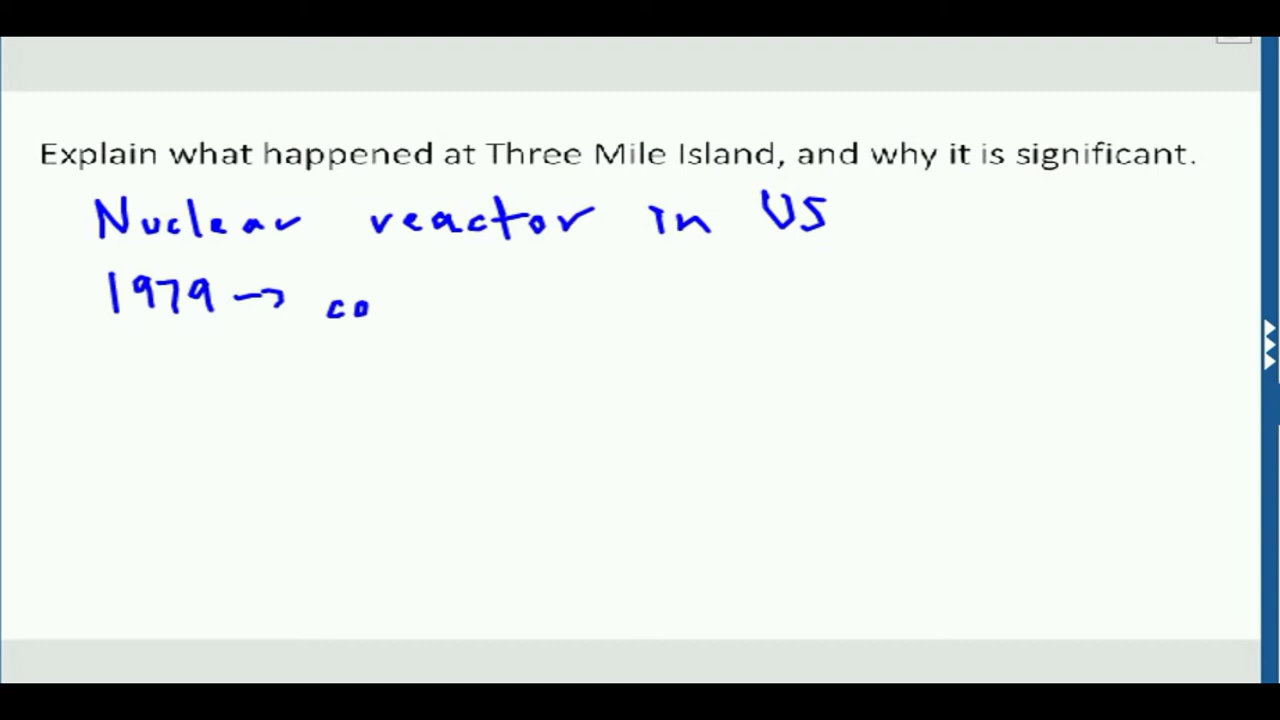 Explain what happened at Three Mile Island, and why it is significant.
Nuclear reactor in US
1979 → co